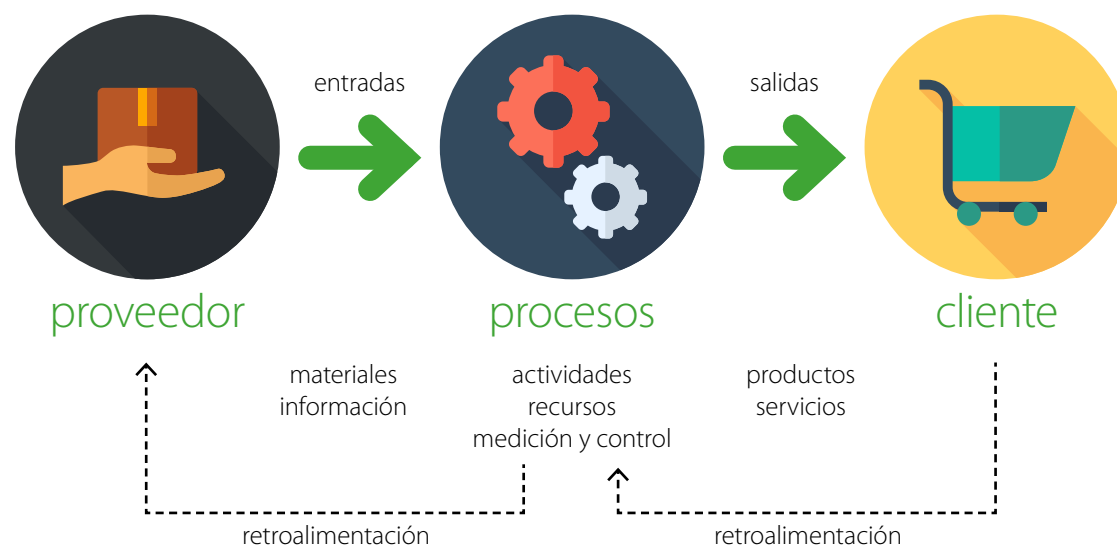 entradas
salidas
proveedor
procesos
cliente
materiales
información
actividades
recursos
medición y control
productos
servicios
retroalimentación
retroalimentación